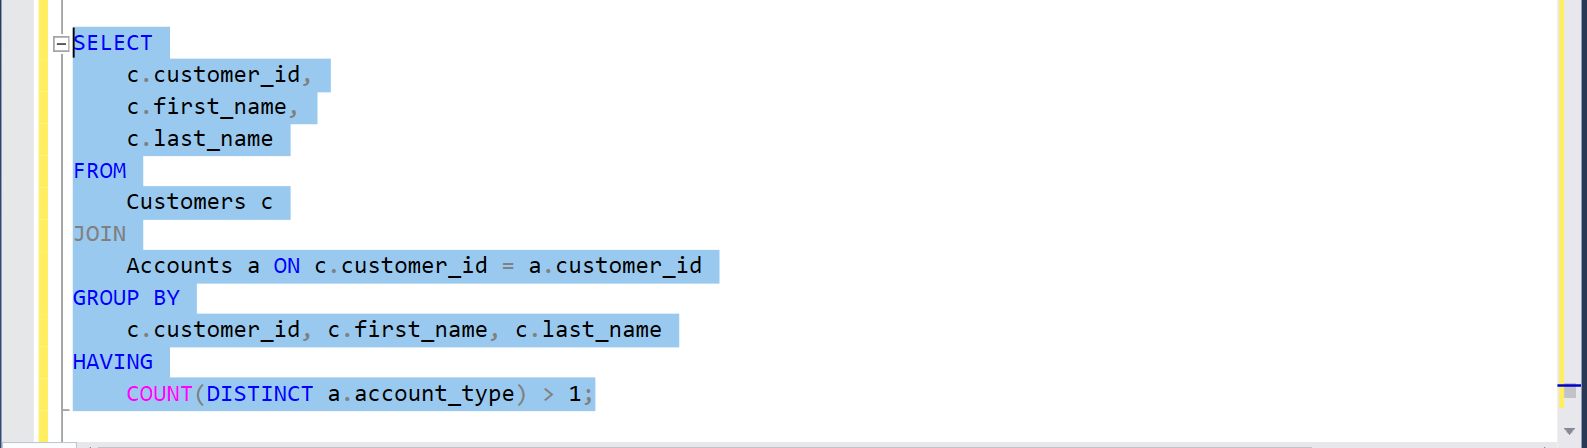 SELECT
    c.customer_id,
    c.first_name,
    c.last_name
FROM
    Customers c
JOIN
    Accounts a ON c.customer_id = a.customer_id
GROUP BY
    c.customer_id, c.first_name, c.last_name
HAVING
    COUNT(DISTINCT a.account_type) > 1;